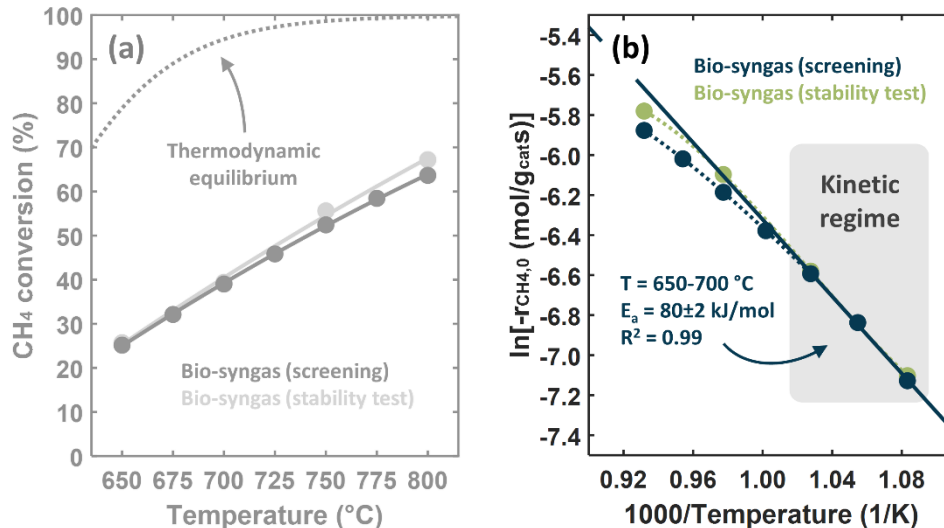 (a)
CH₄ conversion (%)
100
90
80
70
60
50
40
30
20
10
0
Thermodynamic
equilibrium
Bio-syngas (screening)
Bio-syngas (stability test)
650 675 700 725 750 775 800
Temperature (°C)
(b)
ln[-rCH4,0 (mol/gcats)]
-5.4
-5.6
-5.8
-6.0
-6.2
-6.4
-6.6
-6.8
-7.0
-7.2
-7.4
Bio-syngas (screening)
Bio-syngas (stability test)
Kinetic
regime
T = 650-700 °C
Eₐ = 80±2 kJ/mol
R² = 0.99
0.92 0.96 1.00 1.04 1.08
1000/Temperature (1/K)